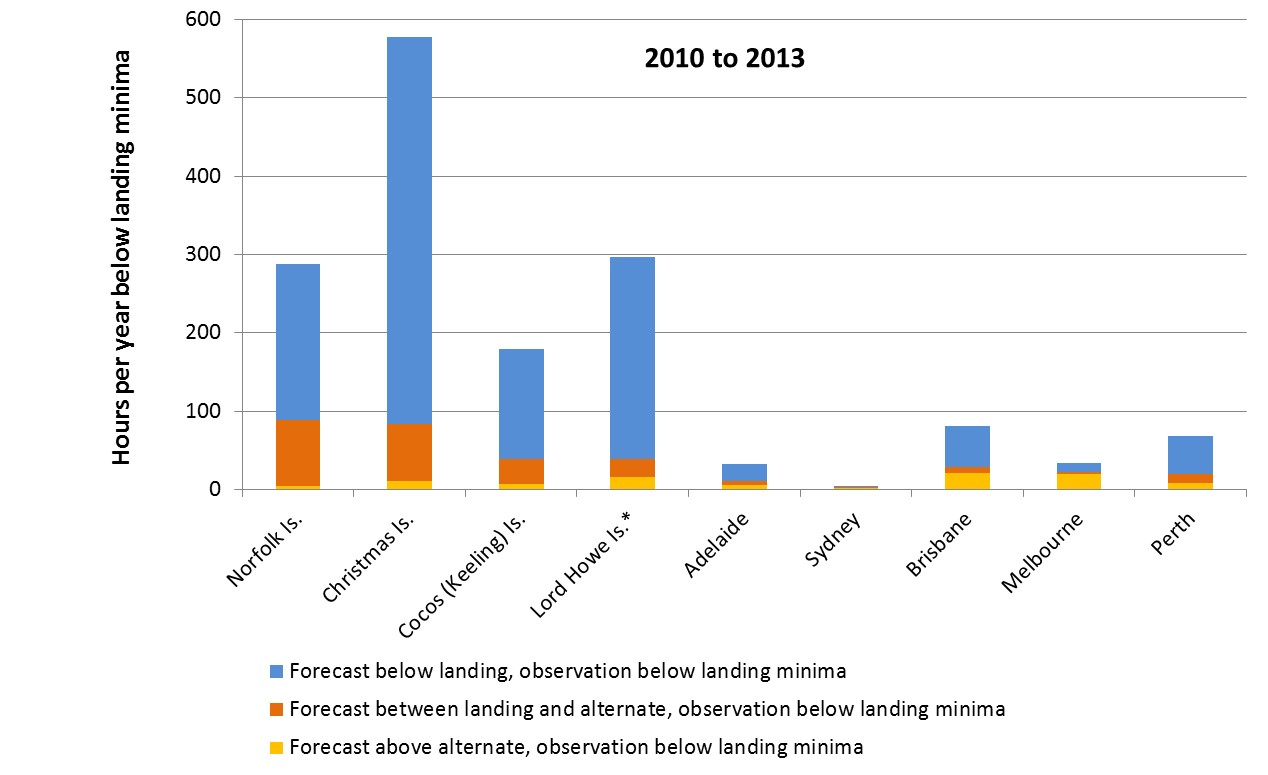 2010 to 2013
Hours per year below landing minima
600
500
400
300
200
100
0
Norfolk Is.
Christmas Is.
Cocos (Keeling) Is.
Lord Howe Is.*
Adelaide
Sydney
Brisbane
Melbourne
Perth
Forecast below landing, observation below landing minima
Forecast between landing and alternate, observation below landing minima
Forecast above alternate, observation below landing minima